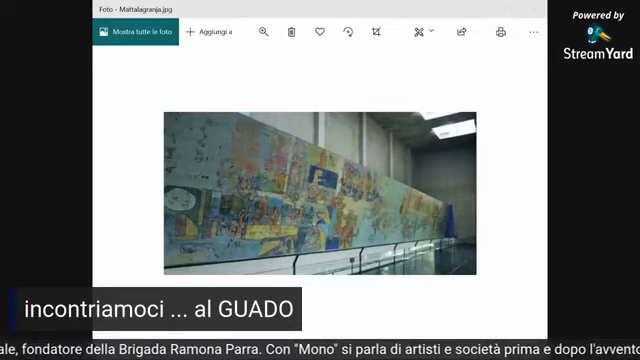 Foto - Mattalagranja.jpg
Powered by
StreamYard
Mostra tutte le foto
Aggiungi a
incontriamoci ... al GUADO
ale, fondatore della Brigada Ramona Parra. Con "Mono" si parla di artisti e società prima e dopo l'avvento